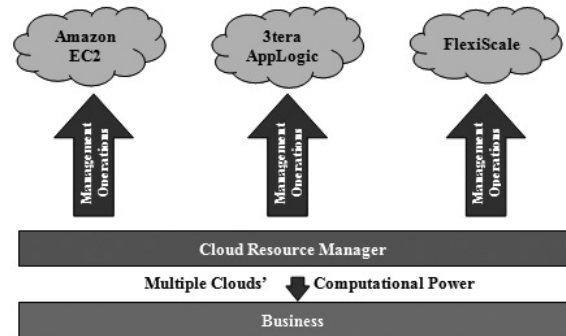 Amazon
EC2
3tera
AppLogic
FlexiScale
Management
Operations
Management
Operations
Management
Operations
Cloud Resource Manager
Multiple Clouds' Computational Power
Business